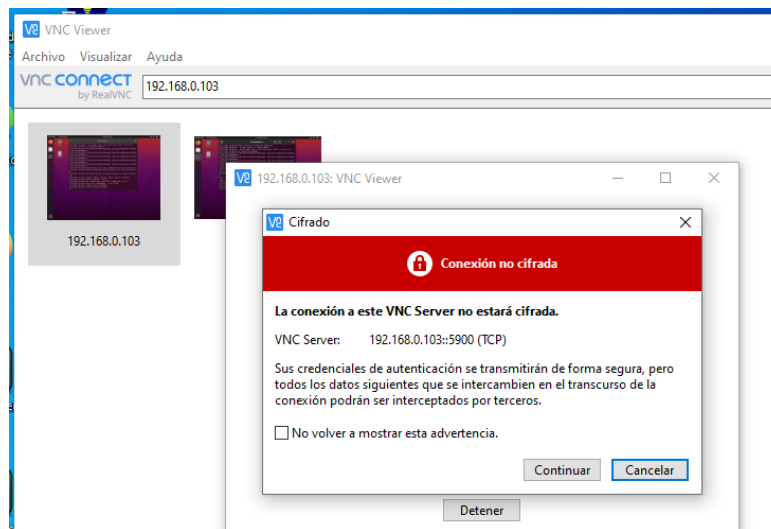 VNC Viewer
Archivo Visualizar Ayuda
VNC CONNECT
by RealVNC
192.168.0.103
192.168.0.103
192.168.0.103: VNC Viewer
Cifrado
Conexión no cifrada
La conexión a este VNC Server no estará cifrada.
VNC Server: 192.168.0.103::5900 (TCP)
Sus credenciales de autenticación se transmitirán de forma segura, pero
todos los datos siguientes que se intercambien en el transcurso de la
conexión podrán ser interceptados por terceros.
No volver a mostrar esta advertencia.
Continuar Cancelar
Detener